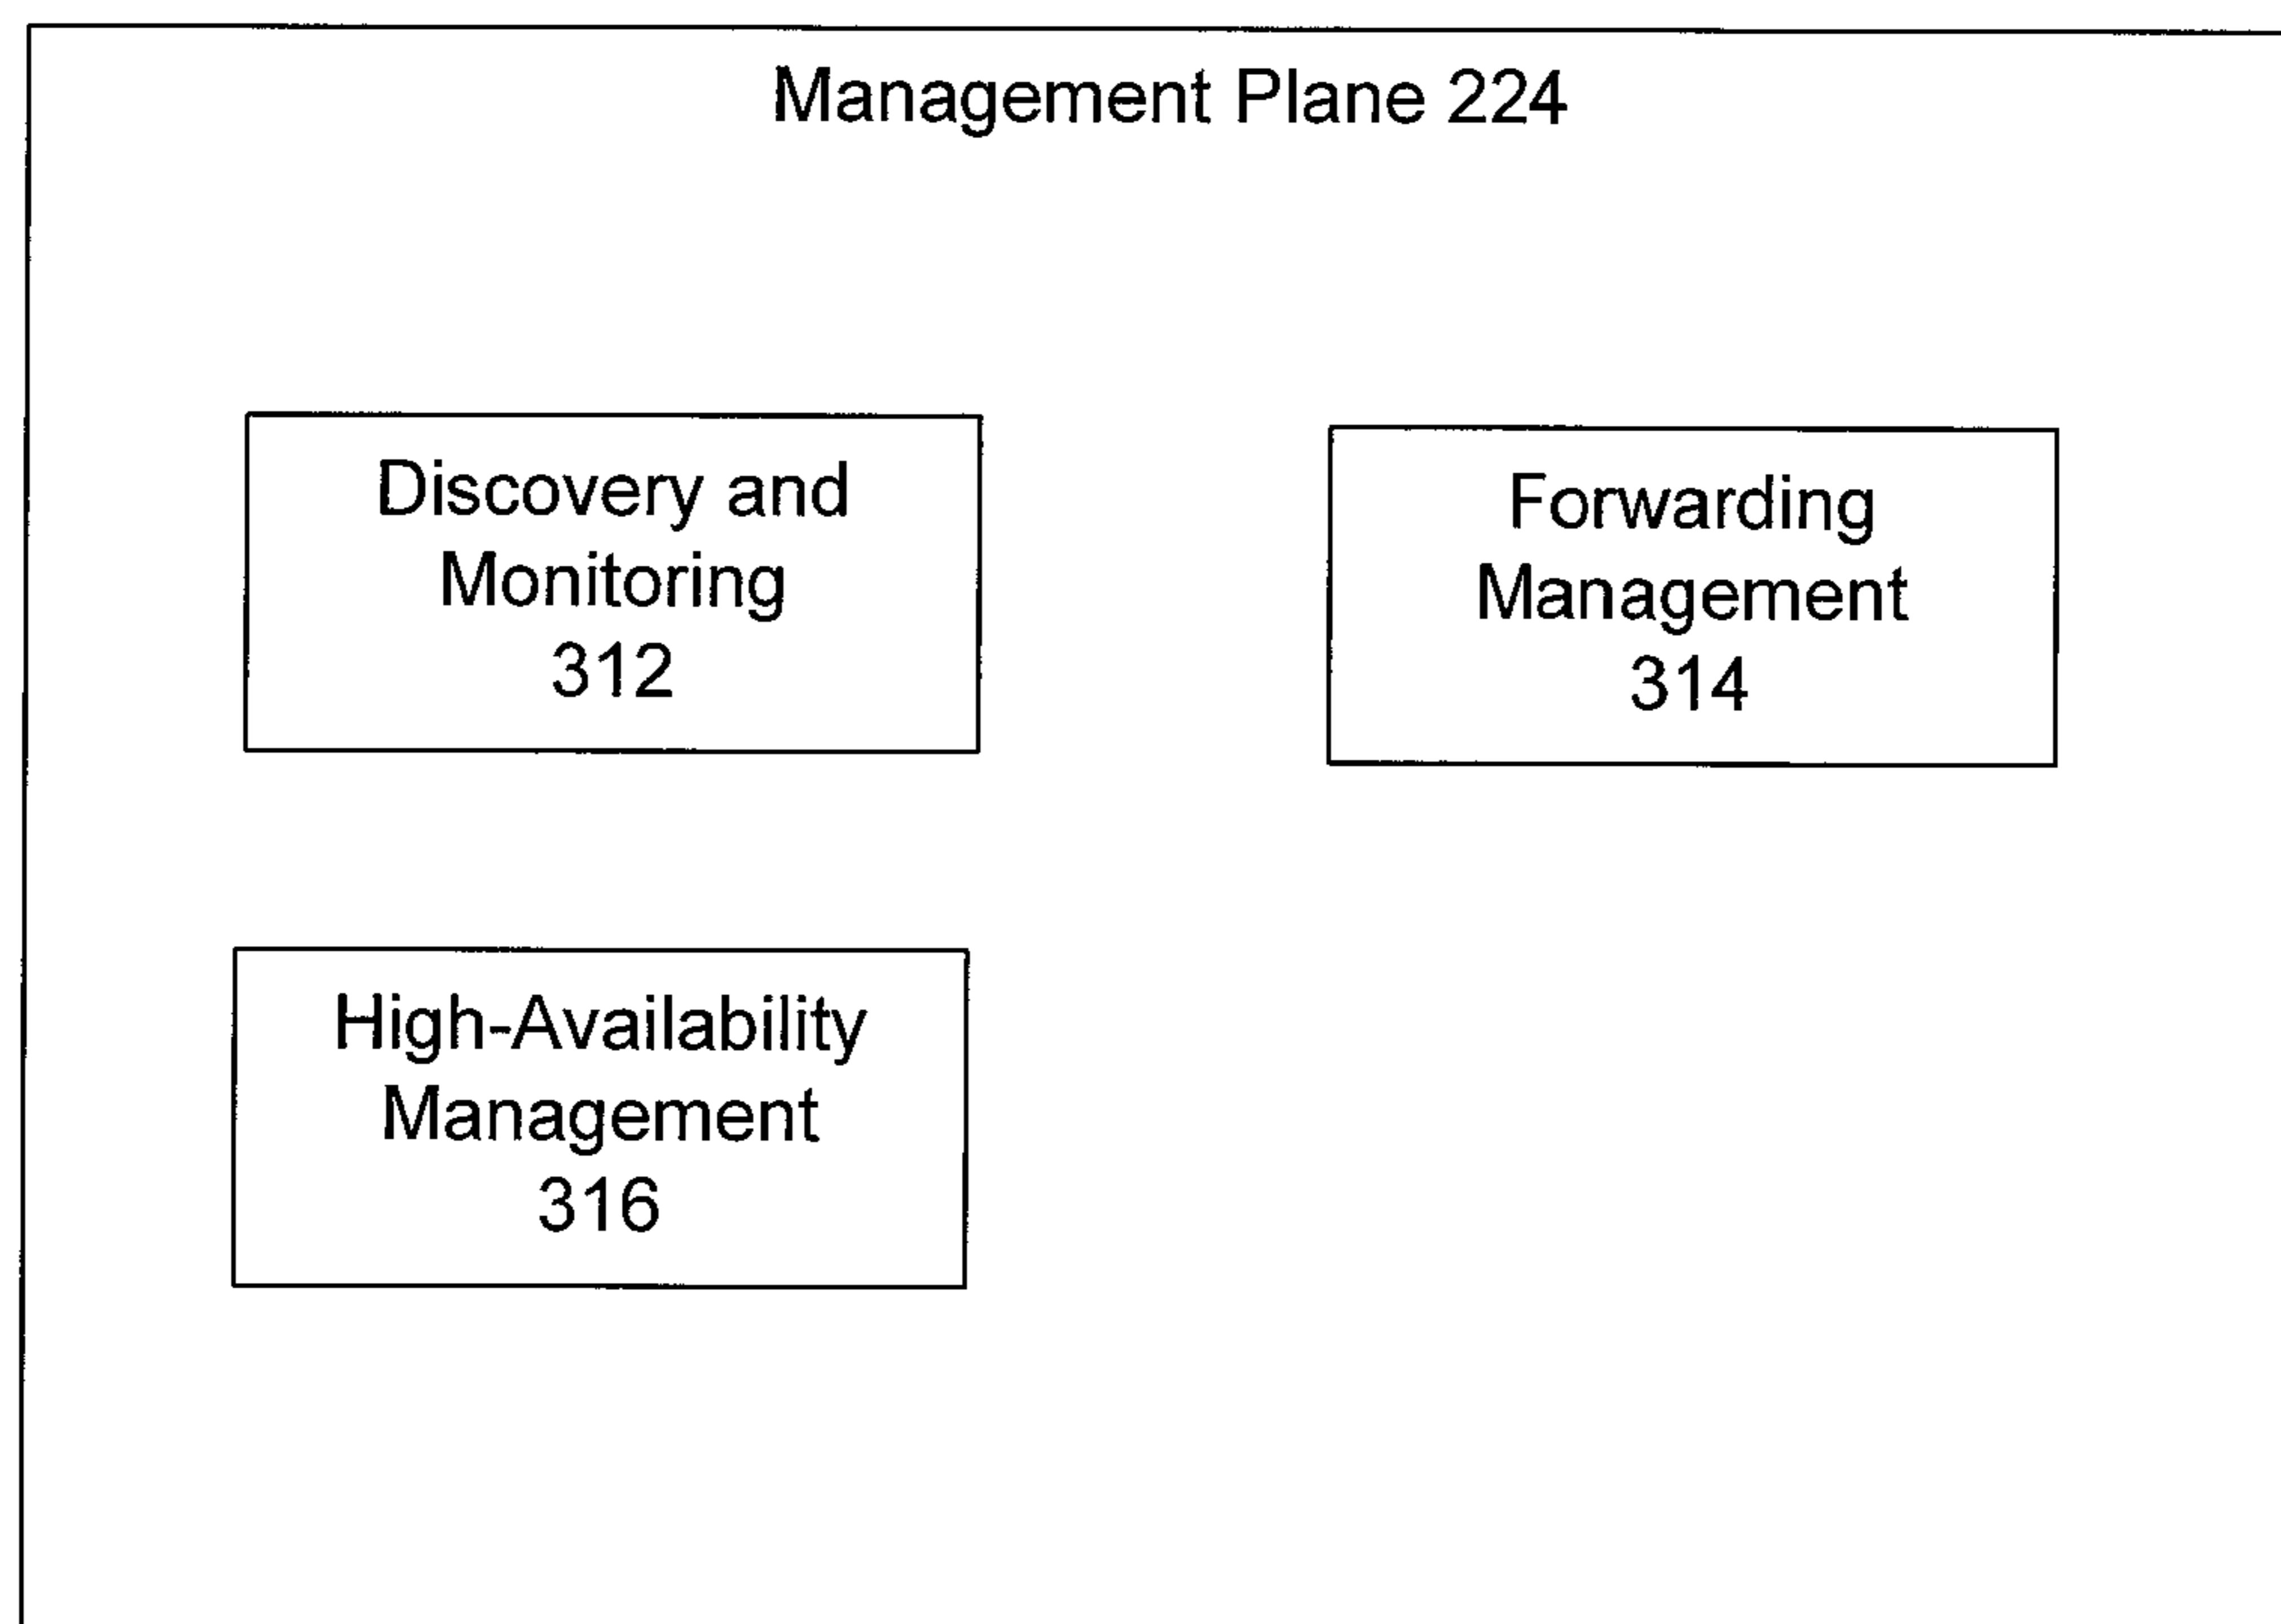 Management Plane 224
Discovery and
Monitoring
312
Forwarding
Management
314
High-Availability
Management
316